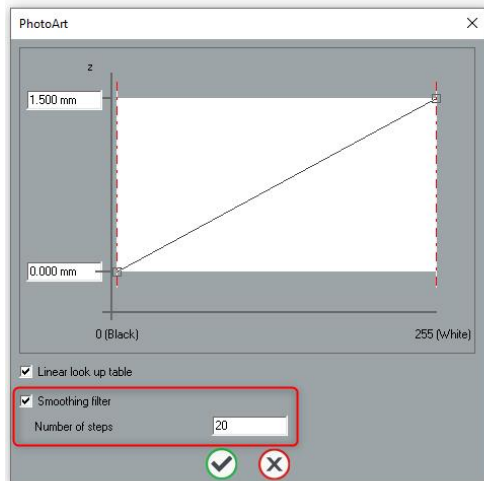 PhotoArt
z
1.500 mm
0.000 mm
0 (Black)
255 (White)
Linear look up table
Smoothing filter
Number of steps
20